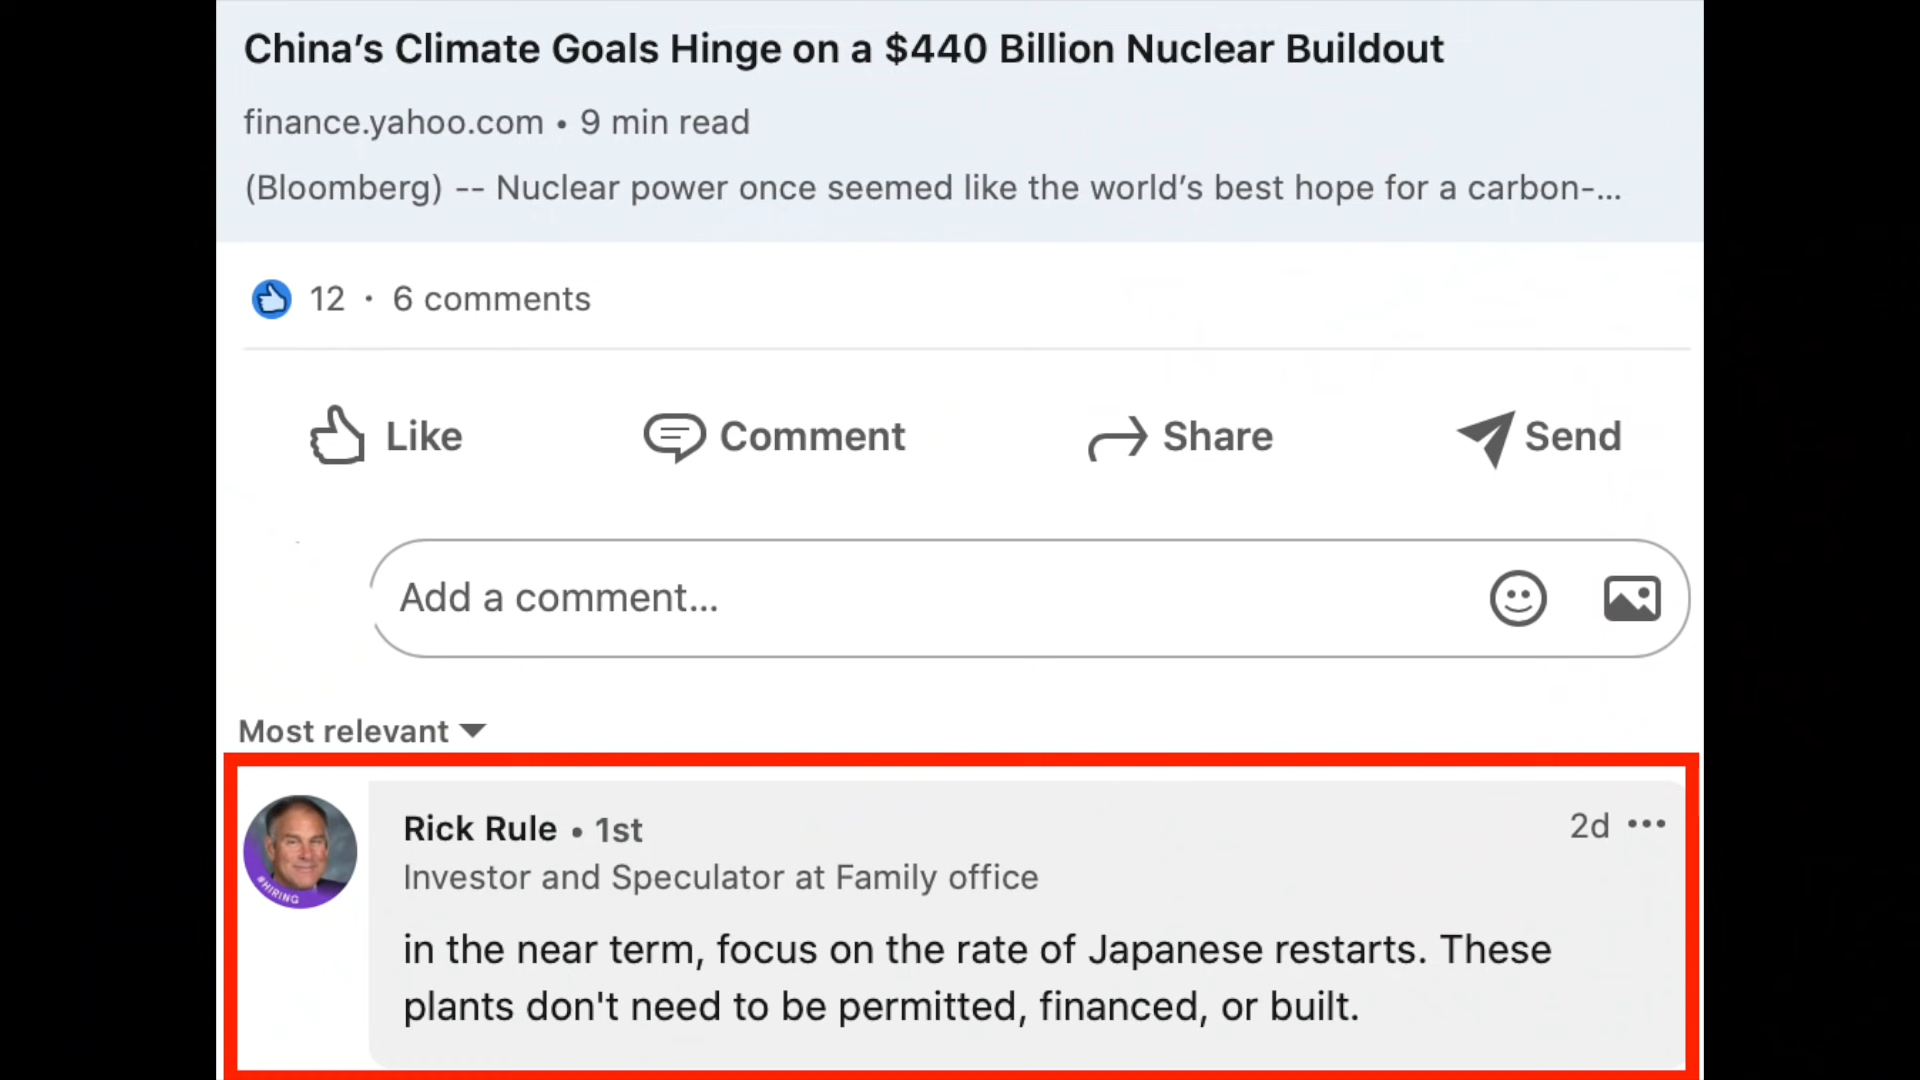 China’s Climate Goals Hinge on a $440 Billion Nuclear Buildout
finance.yahoo.com • 9 min read
(Bloomberg) -- Nuclear power once seemed like the world’s best hope for a carbon-...
12 · 6 comments
Like Comment Share Send
Add a comment...
Most relevant
Rick Rule • 1st 2d
Investor and Speculator at Family office
#HIRING
in the near term, focus on the rate of Japanese restarts. These
plants don't need to be permitted, financed, or built.